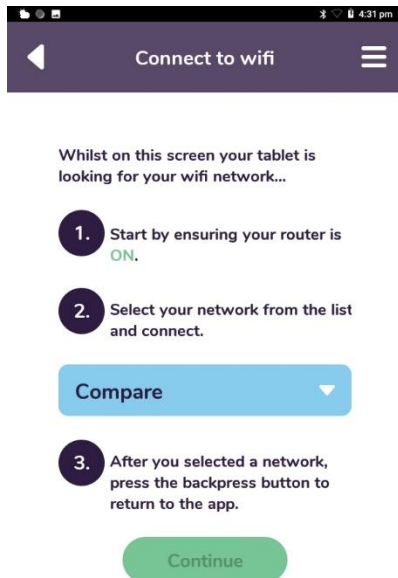 4:31 pm
Connect to wifi
Whilst on this screen your tablet is
looking for your wifi network...
1. Start by ensuring your router is
ON.
2. Select your network from the list
and connect.
Compare
3. After you selected a network,
press the backpress button to
return to the app.
Continue